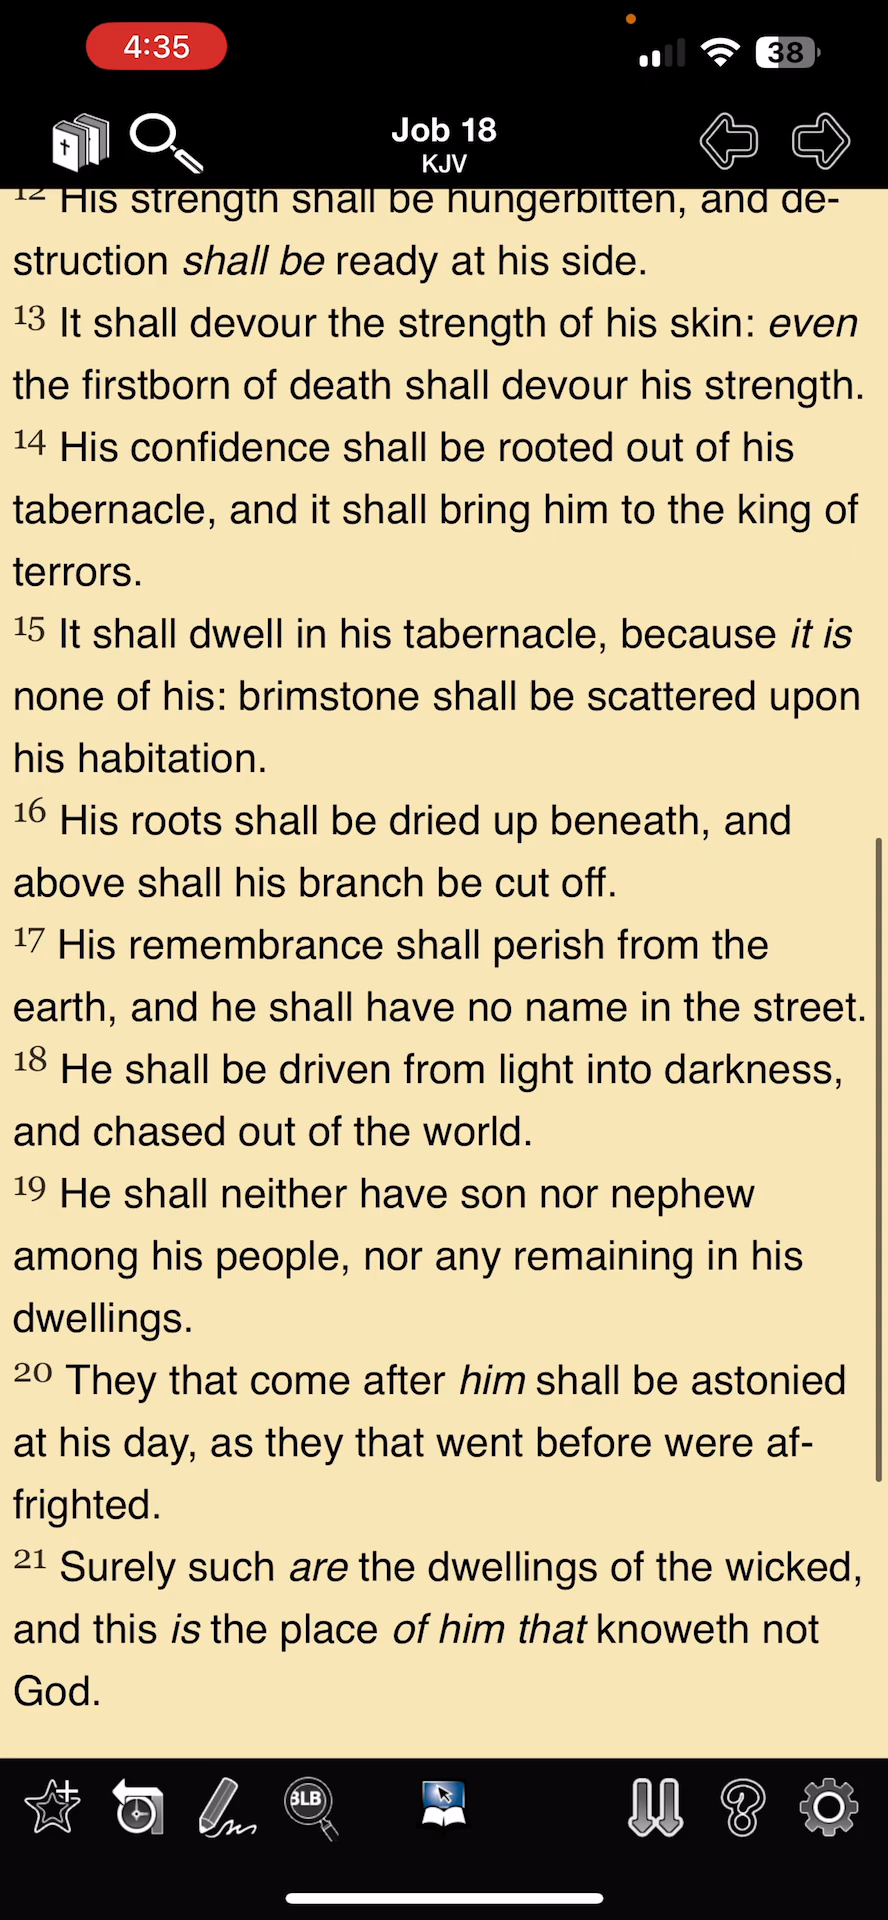 4:35
38
Job 18
KJV
12 His strength shall be hungerbitten, and de-
struction shall be ready at his side.
13 It shall devour the strength of his skin: even
the firstborn of death shall devour his strength.
14 His confidence shall be rooted out of his
tabernacle, and it shall bring him to the king of
terrors.
15 It shall dwell in his tabernacle, because it is
none of his: brimstone shall be scattered upon
his habitation.
16 His roots shall be dried up beneath, and
above shall his branch be cut off.
17 His remembrance shall perish from the
earth, and he shall have no name in the street.
18 He shall be driven from light into darkness,
and chased out of the world.
19 He shall neither have son nor nephew
among his people, nor any remaining in his
dwellings.
20 They that come after him shall be astonied
at his day, as they that went before were af-
frighted.
21 Surely such are the dwellings of the wicked,
and this is the place of him that knoweth not
God.
BLB